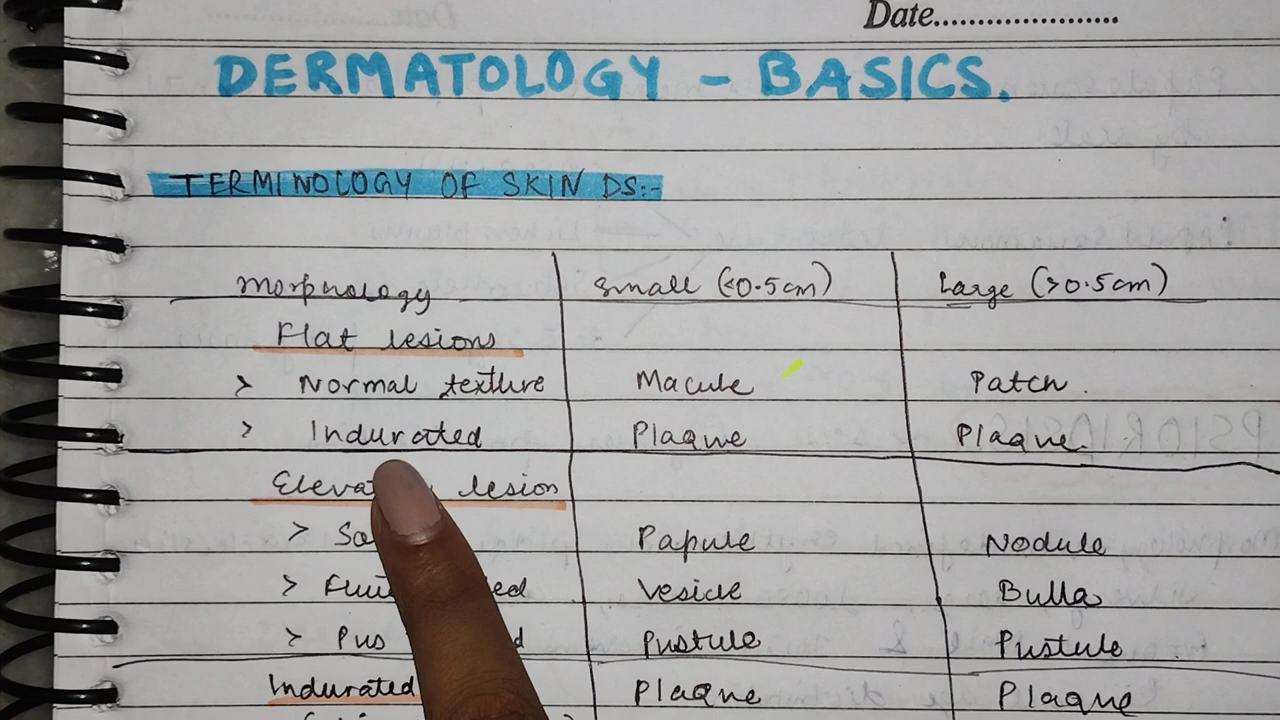 Date.....................
DERMATOLOGY - BASICS.
TERMINOLOGY OF SKIN DS:-
Morphology Small (<0.5cm) Large (>0.5cm)
Flat lesions
> Normal texture Macule Patch.
> Indurated Plaque Plaque.
lesion
> Papule Nodule
> Vesicle Bulla
> Pus Pustule Pustule
Indurated Plaque Plaque